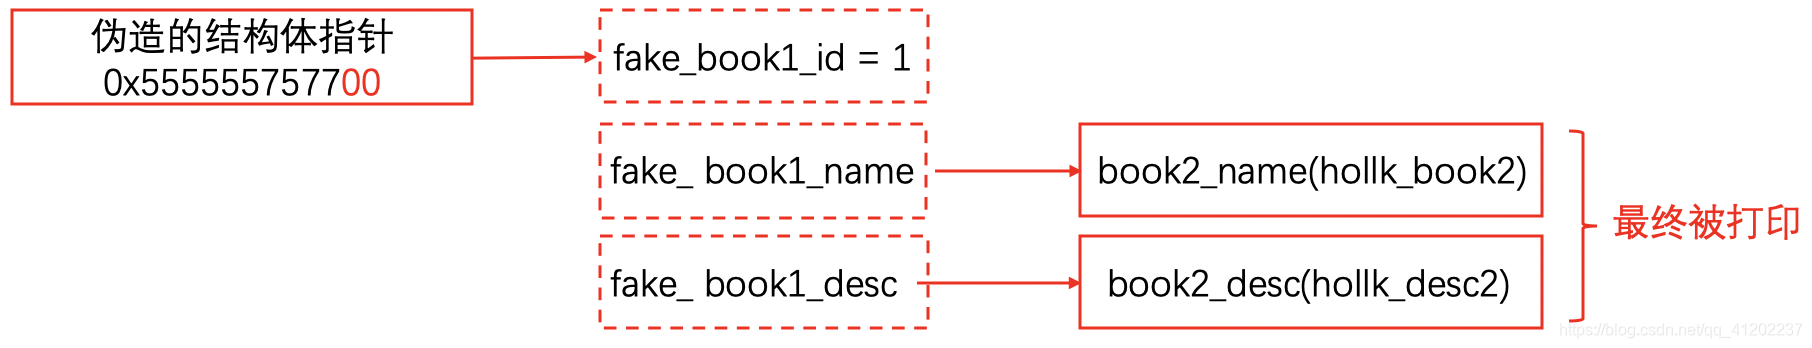 伪造的结构体指针
0x555555757700
fake_book1_id = 1
fake_ book1_name
book2_name(hollk_book2)
fake_ book1_desc
book2_desc(hollk_desc2)
最终被打印
https://blog.csdn.net/qq_41202237